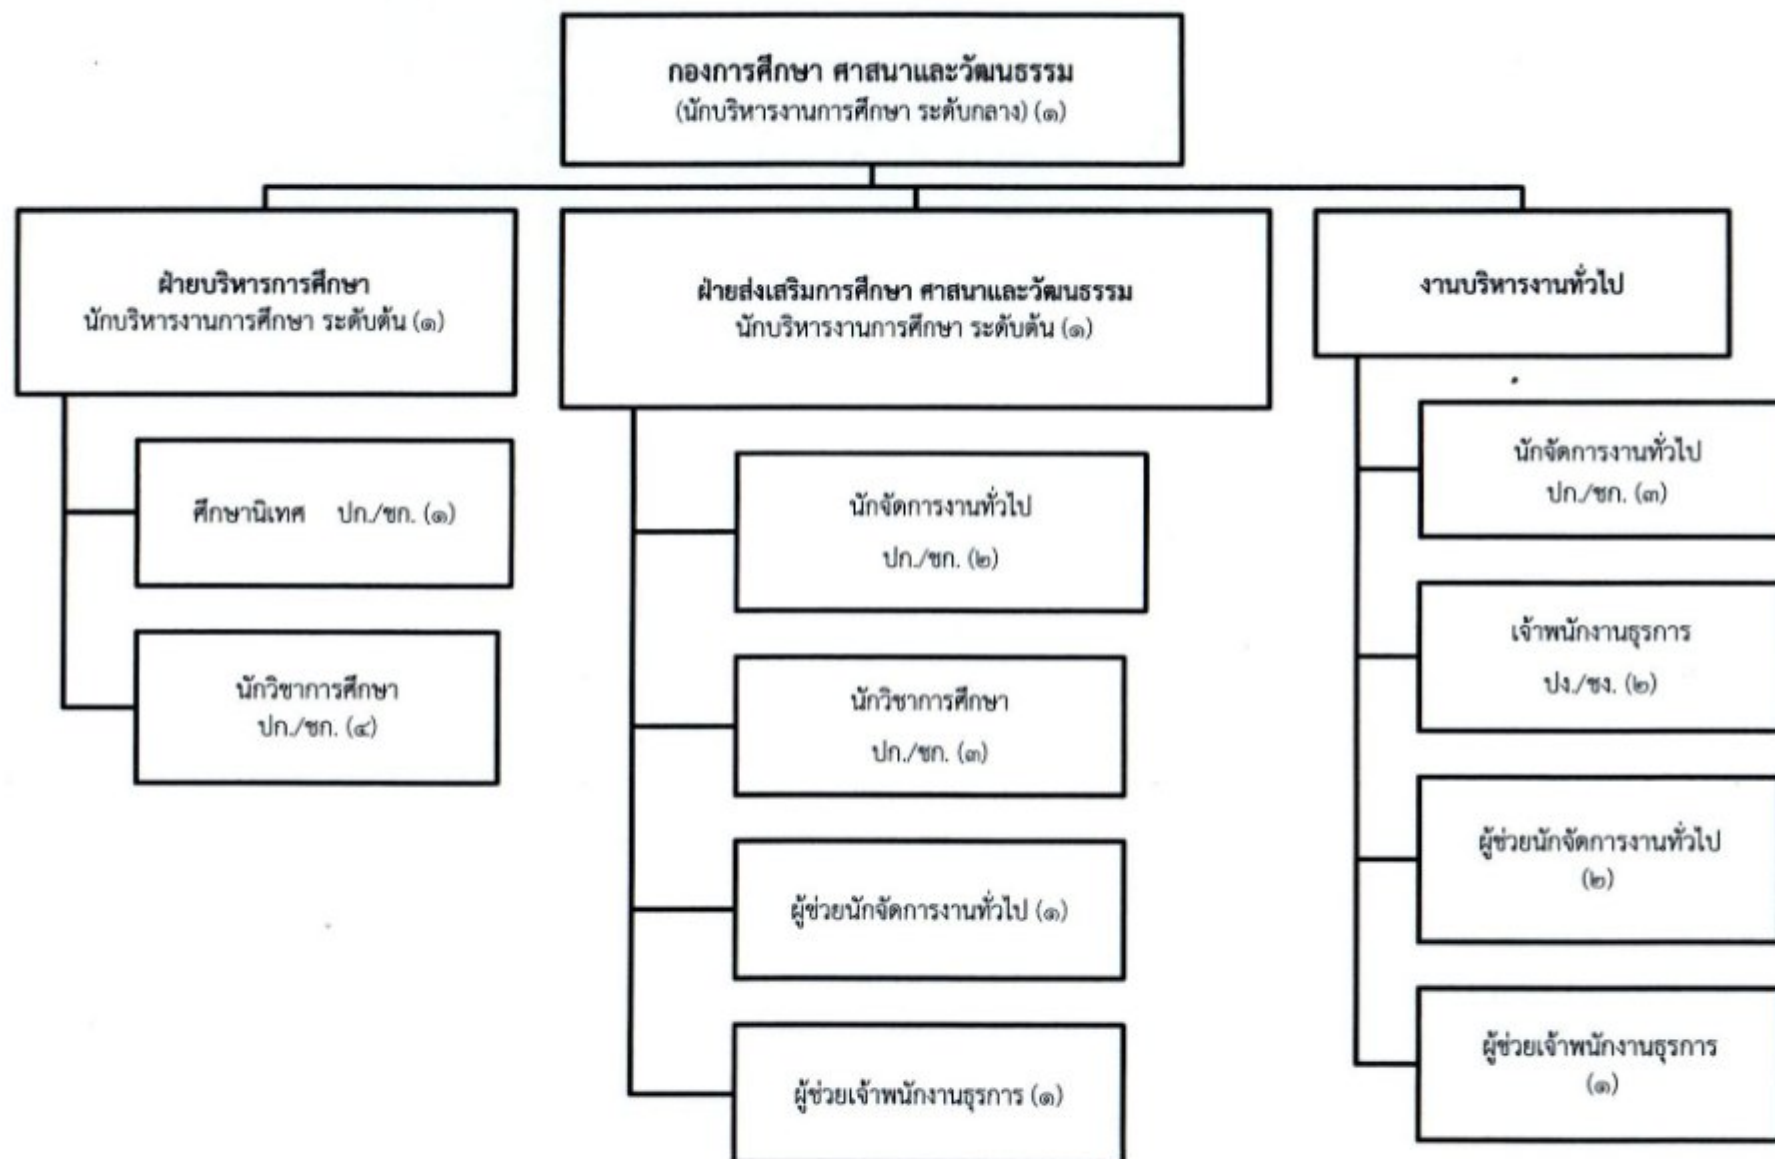 กองการศึกษา ศาสนาและวัฒนธรรม
(นักบริหารงานการศึกษา ระดับกลาง) (๑)
ฝ่ายบริหารการศึกษา
นักบริหารงานการศึกษา ระดับต้น (๑)
ศึกษานิเทศ ปก./ชก. (๑)
นักวิชาการศึกษา
ปก./ชก. (๔)
ฝ่ายส่งเสริมการศึกษา ศาสนาและวัฒนธรรม
นักบริหารงานการศึกษา ระดับต้น (๑)
นักจัดการงานทั่วไป
ปก./ชก. (๒)
นักวิชาการศึกษา
ปก./ชก. (๓)
ผู้ช่วยนักจัดการงานทั่วไป (๑)
ผู้ช่วยเจ้าพนักงานธุรการ (๑)
งานบริหารงานทั่วไป
นักจัดการงานทั่วไป
ปก./ชก. (๓)
เจ้าพนักงานธุรการ
ปง./ชง. (๒)
ผู้ช่วยนักจัดการงานทั่วไป
(๒)
ผู้ช่วยเจ้าพนักงานธุรการ
(๑)